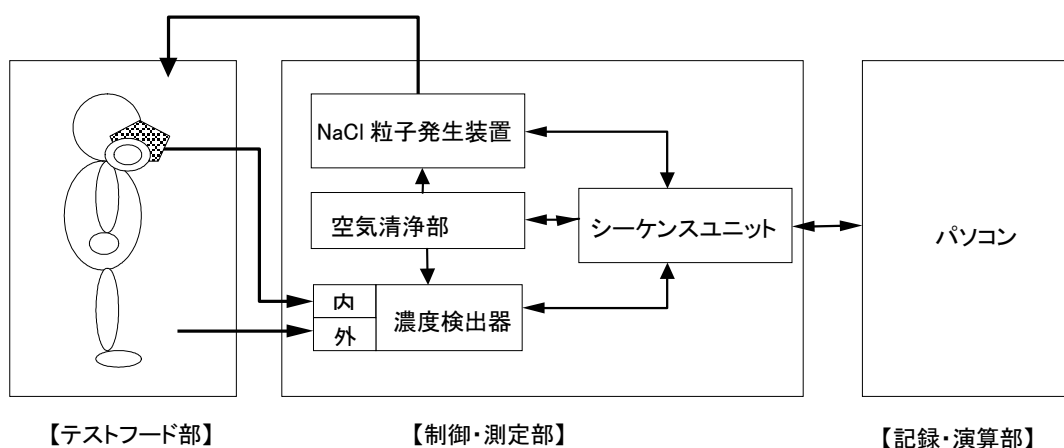 NaCl 粒子発生装置
空気清浄部
シーケンスユニット
パソコン
内
外
濃度検出器
【テストフード部】
【制御・測定部】
【記録・演算部】